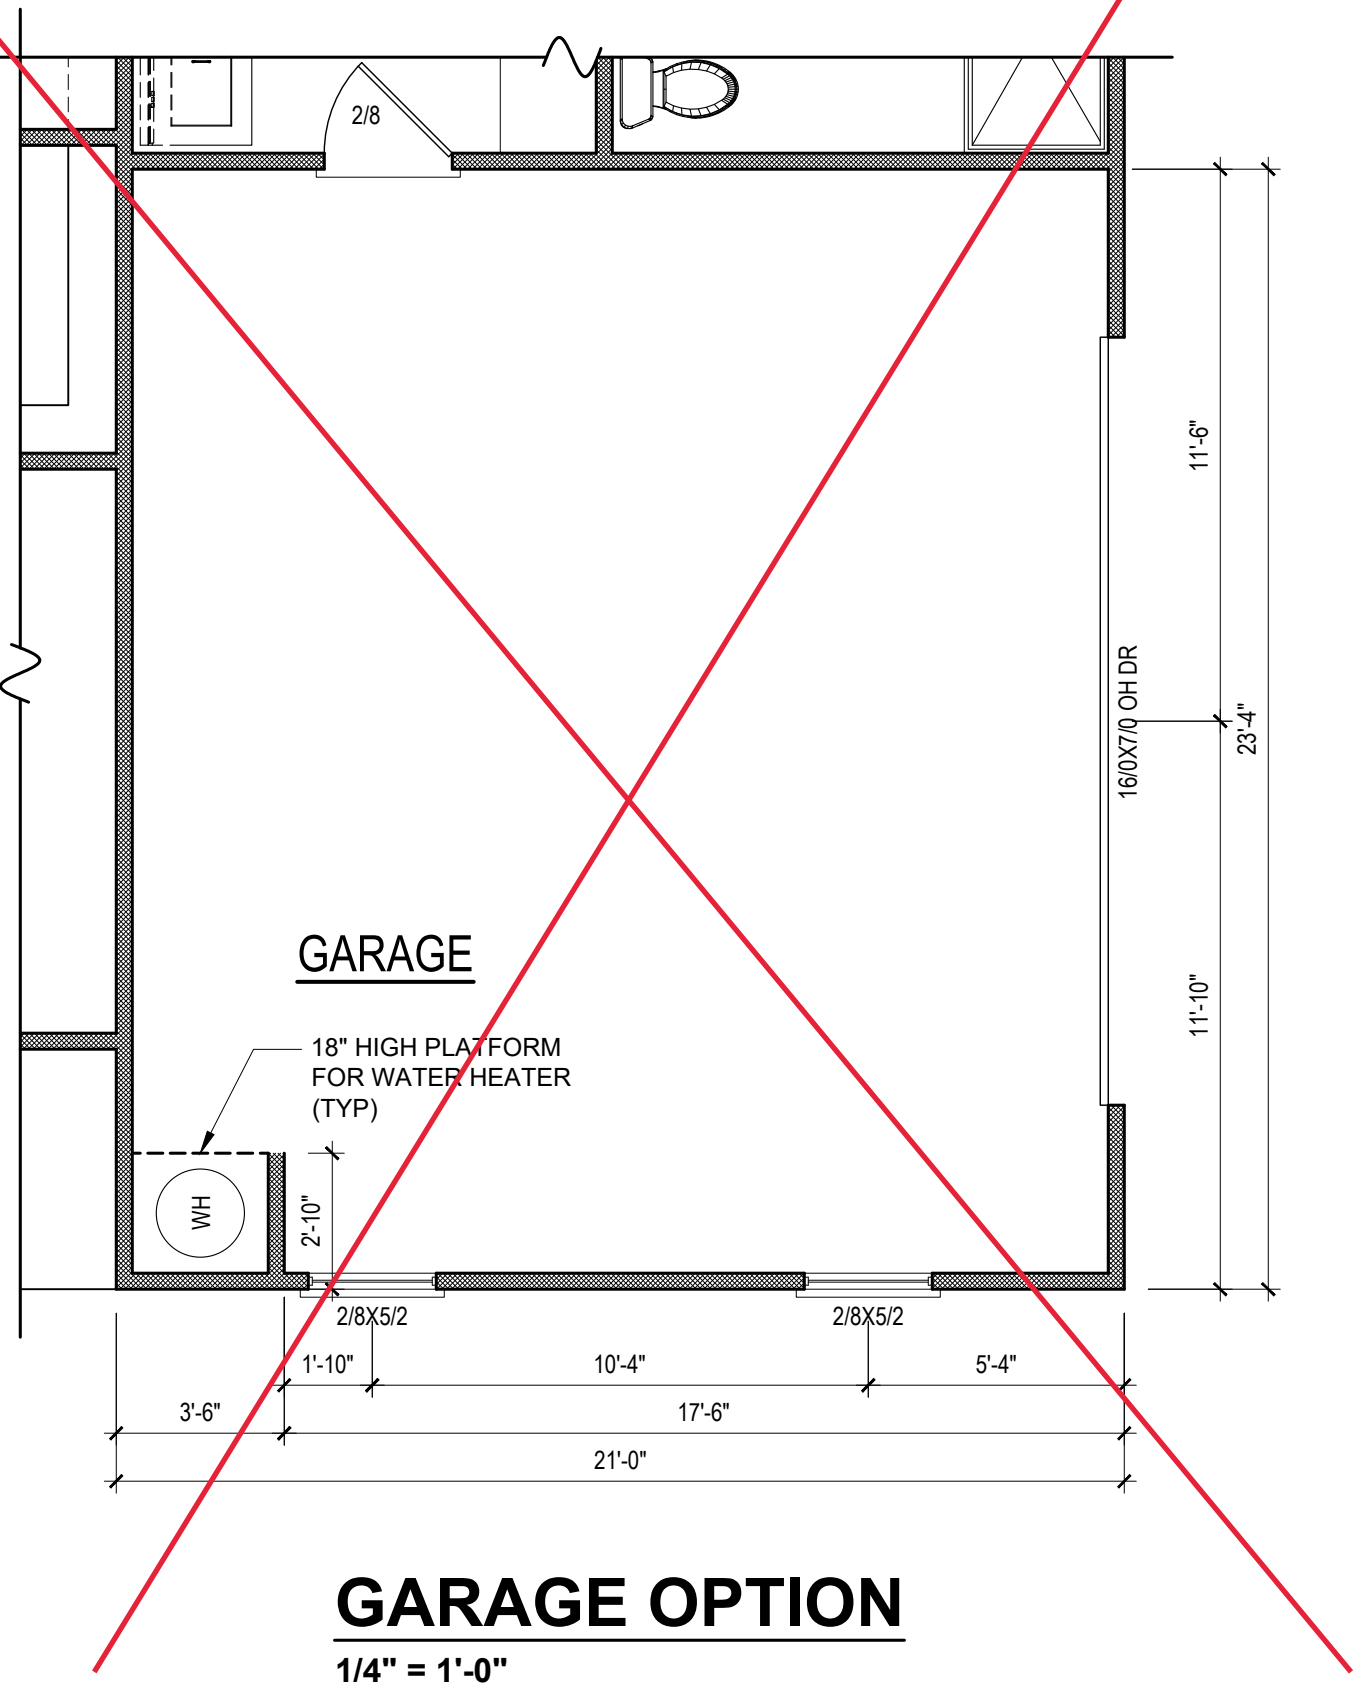 2/8
11'-6"
16/0X7/0 OH DR
23'-4"
GARAGE
11'-10"
18" HIGH PLATFORM
FOR WATER HEATER
(TYP)
WH
2'-10"
2/8X5/2
2/8X5/2
1'-10"
10'-4"
5'-4"
3'-6"
17'-6"
21'-0"
GARAGE OPTION
1/4" = 1'-0"